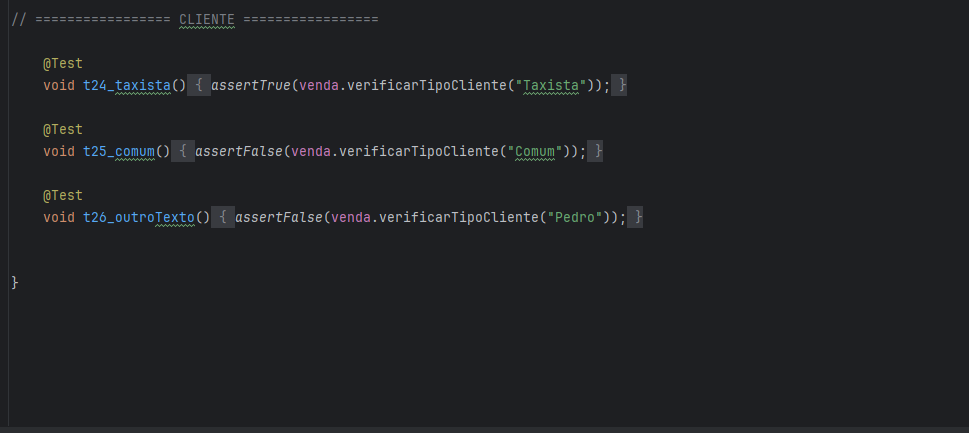 // ================= CLIENTE =================
@Test
void t24_taxista() { assertTrue(venda.verificarTipoCliente("Taxista")); }
@Test
void t25_comum() { assertFalse(venda.verificarTipoCliente("Comum")); }
@Test
void t26_outroTexto() { assertFalse(venda.verificarTipoCliente("Pedro")); }
}